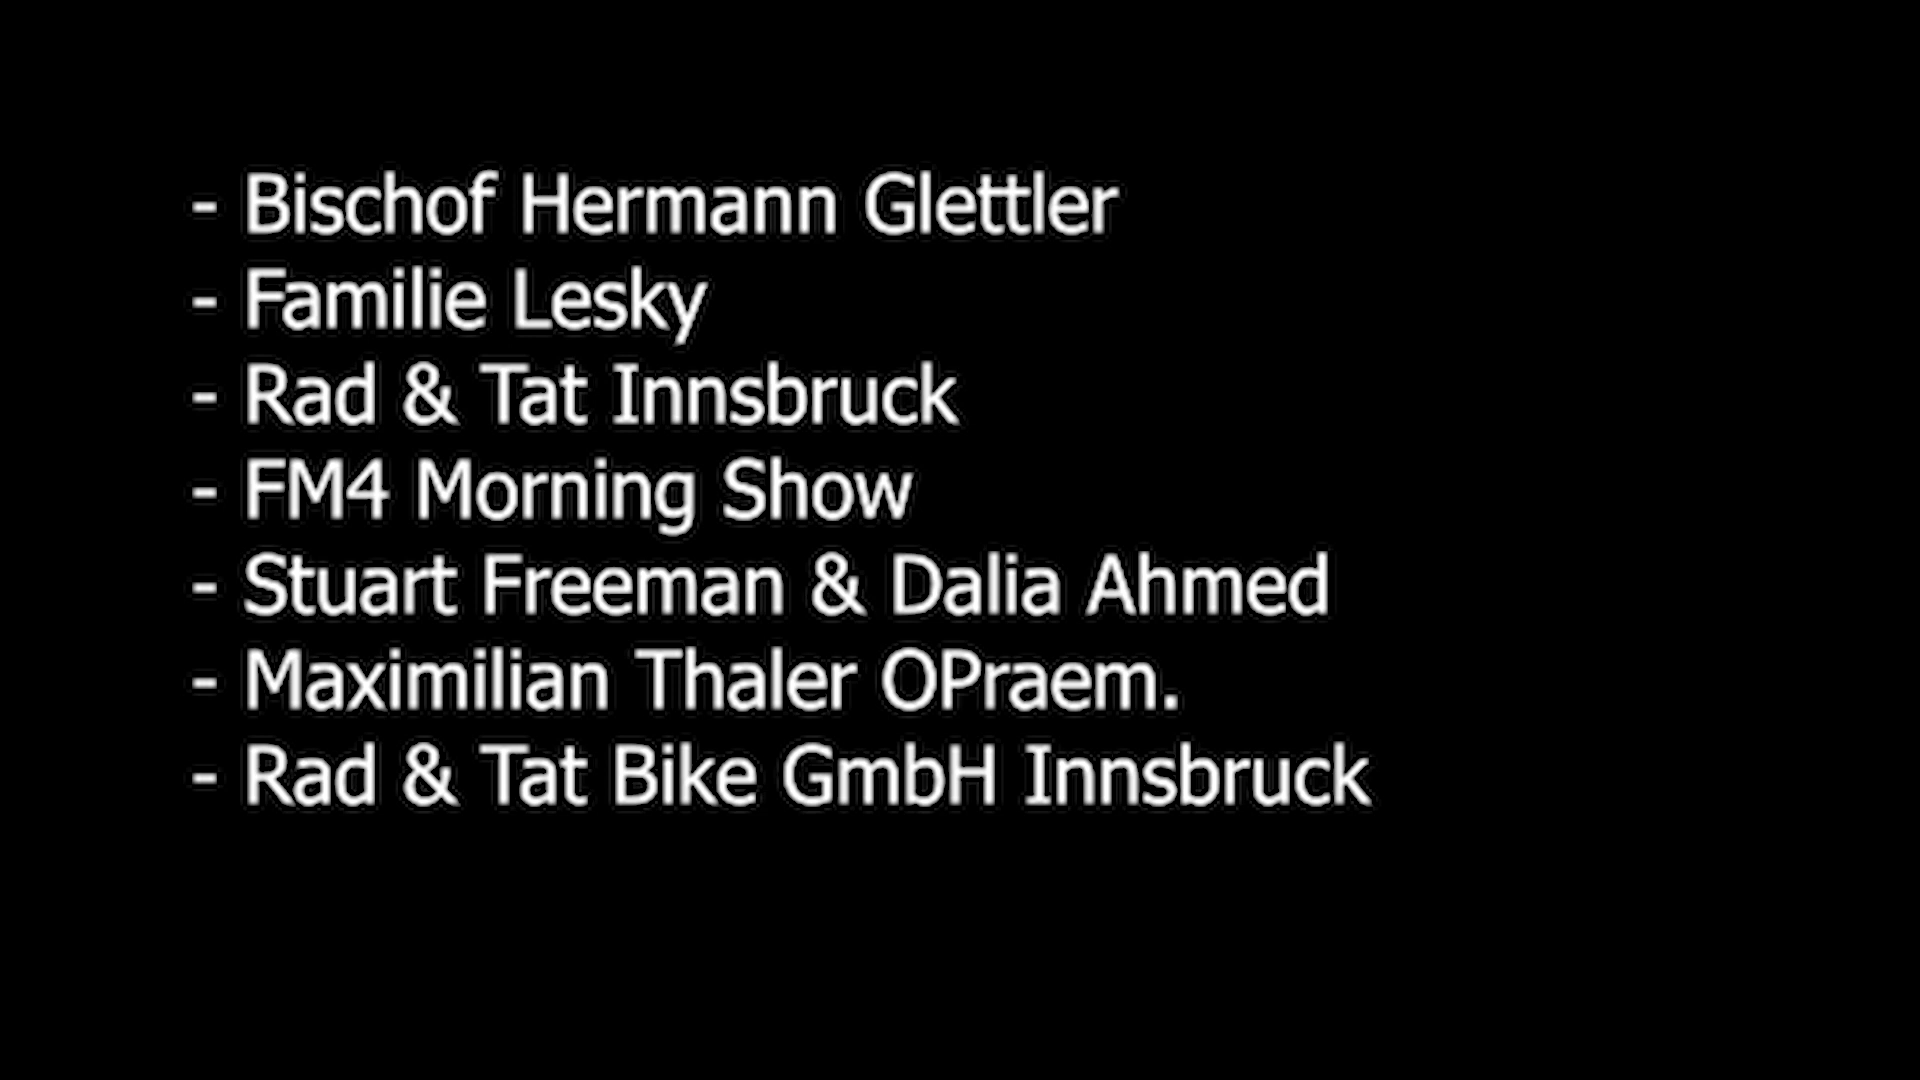 - Bischof Hermann Glettler
- Familie Lesky
- Rad & Tat Innsbruck
- FM4 Morning Show
- Stuart Freeman & Dalia Ahmed
- Maximilian Thaler OPraem.
- Rad & Tat Bike GmbH Innsbruck